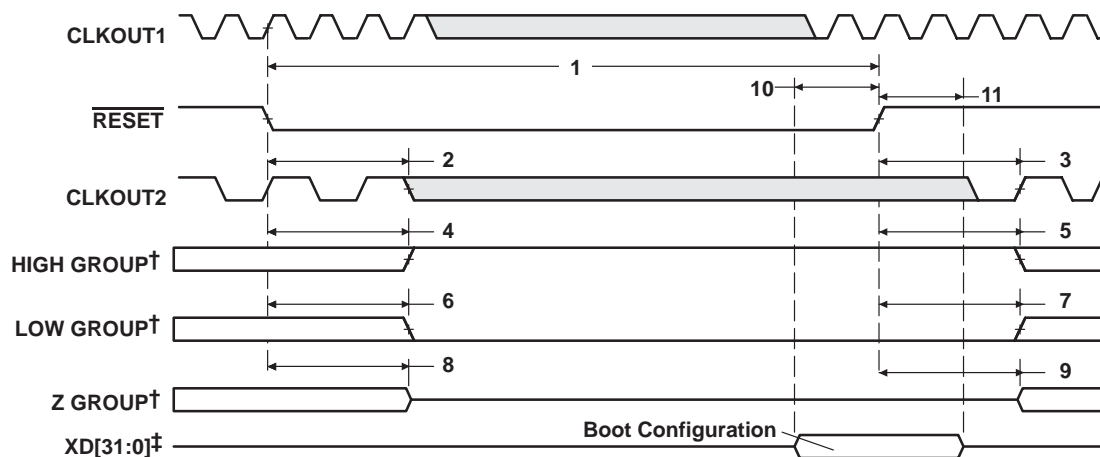 CLKOUT1
1
10
11
RESET
2
3
CLKOUT2
4
5
HIGH GROUP†
6
7
LOW GROUP†
8
9
Z GROUP†
Boot Configuration
XD[31:0]‡